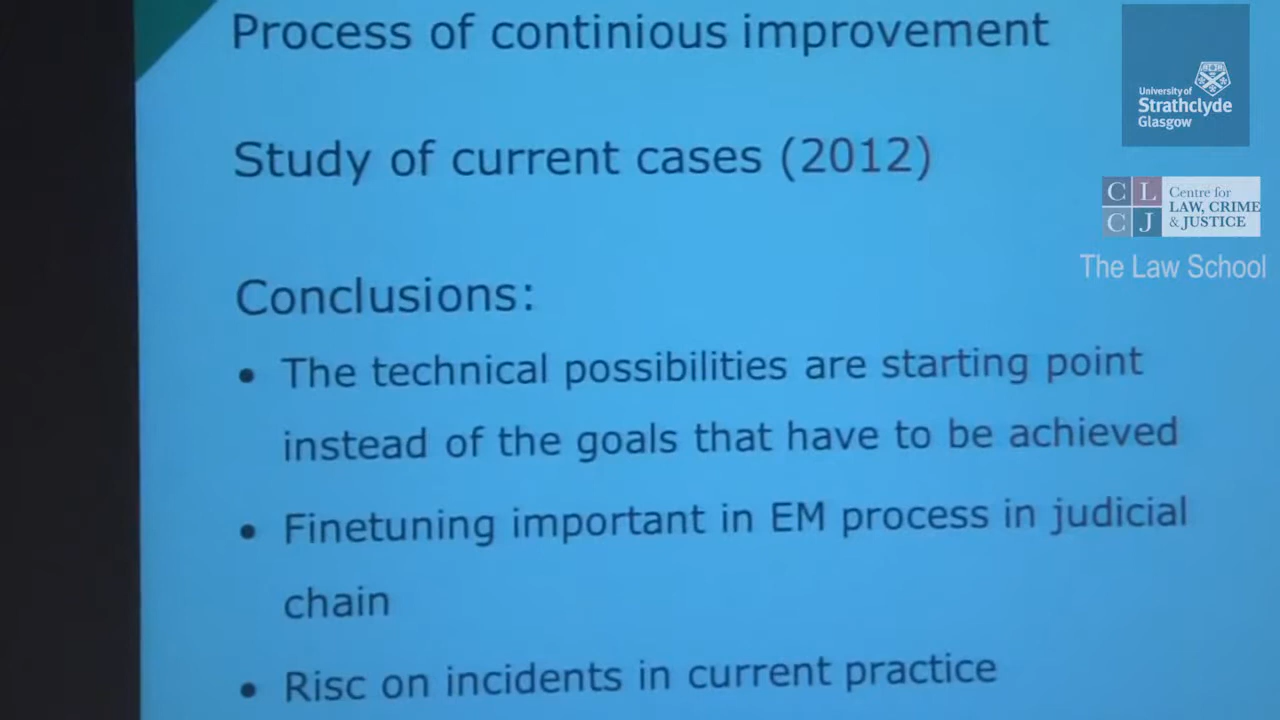 Process of continious improvement
Study of current cases (2012)
Conclusions:
• The technical possibilities are starting point
instead of the goals that have to be achieved
• Finetuning important in EM process in judicial
chain
• Risc on incidents in current practice
University of
Strathclyde
Glasgow
C L
C J
Centre for
LAW, CRIME
& JUSTICE
The Law School